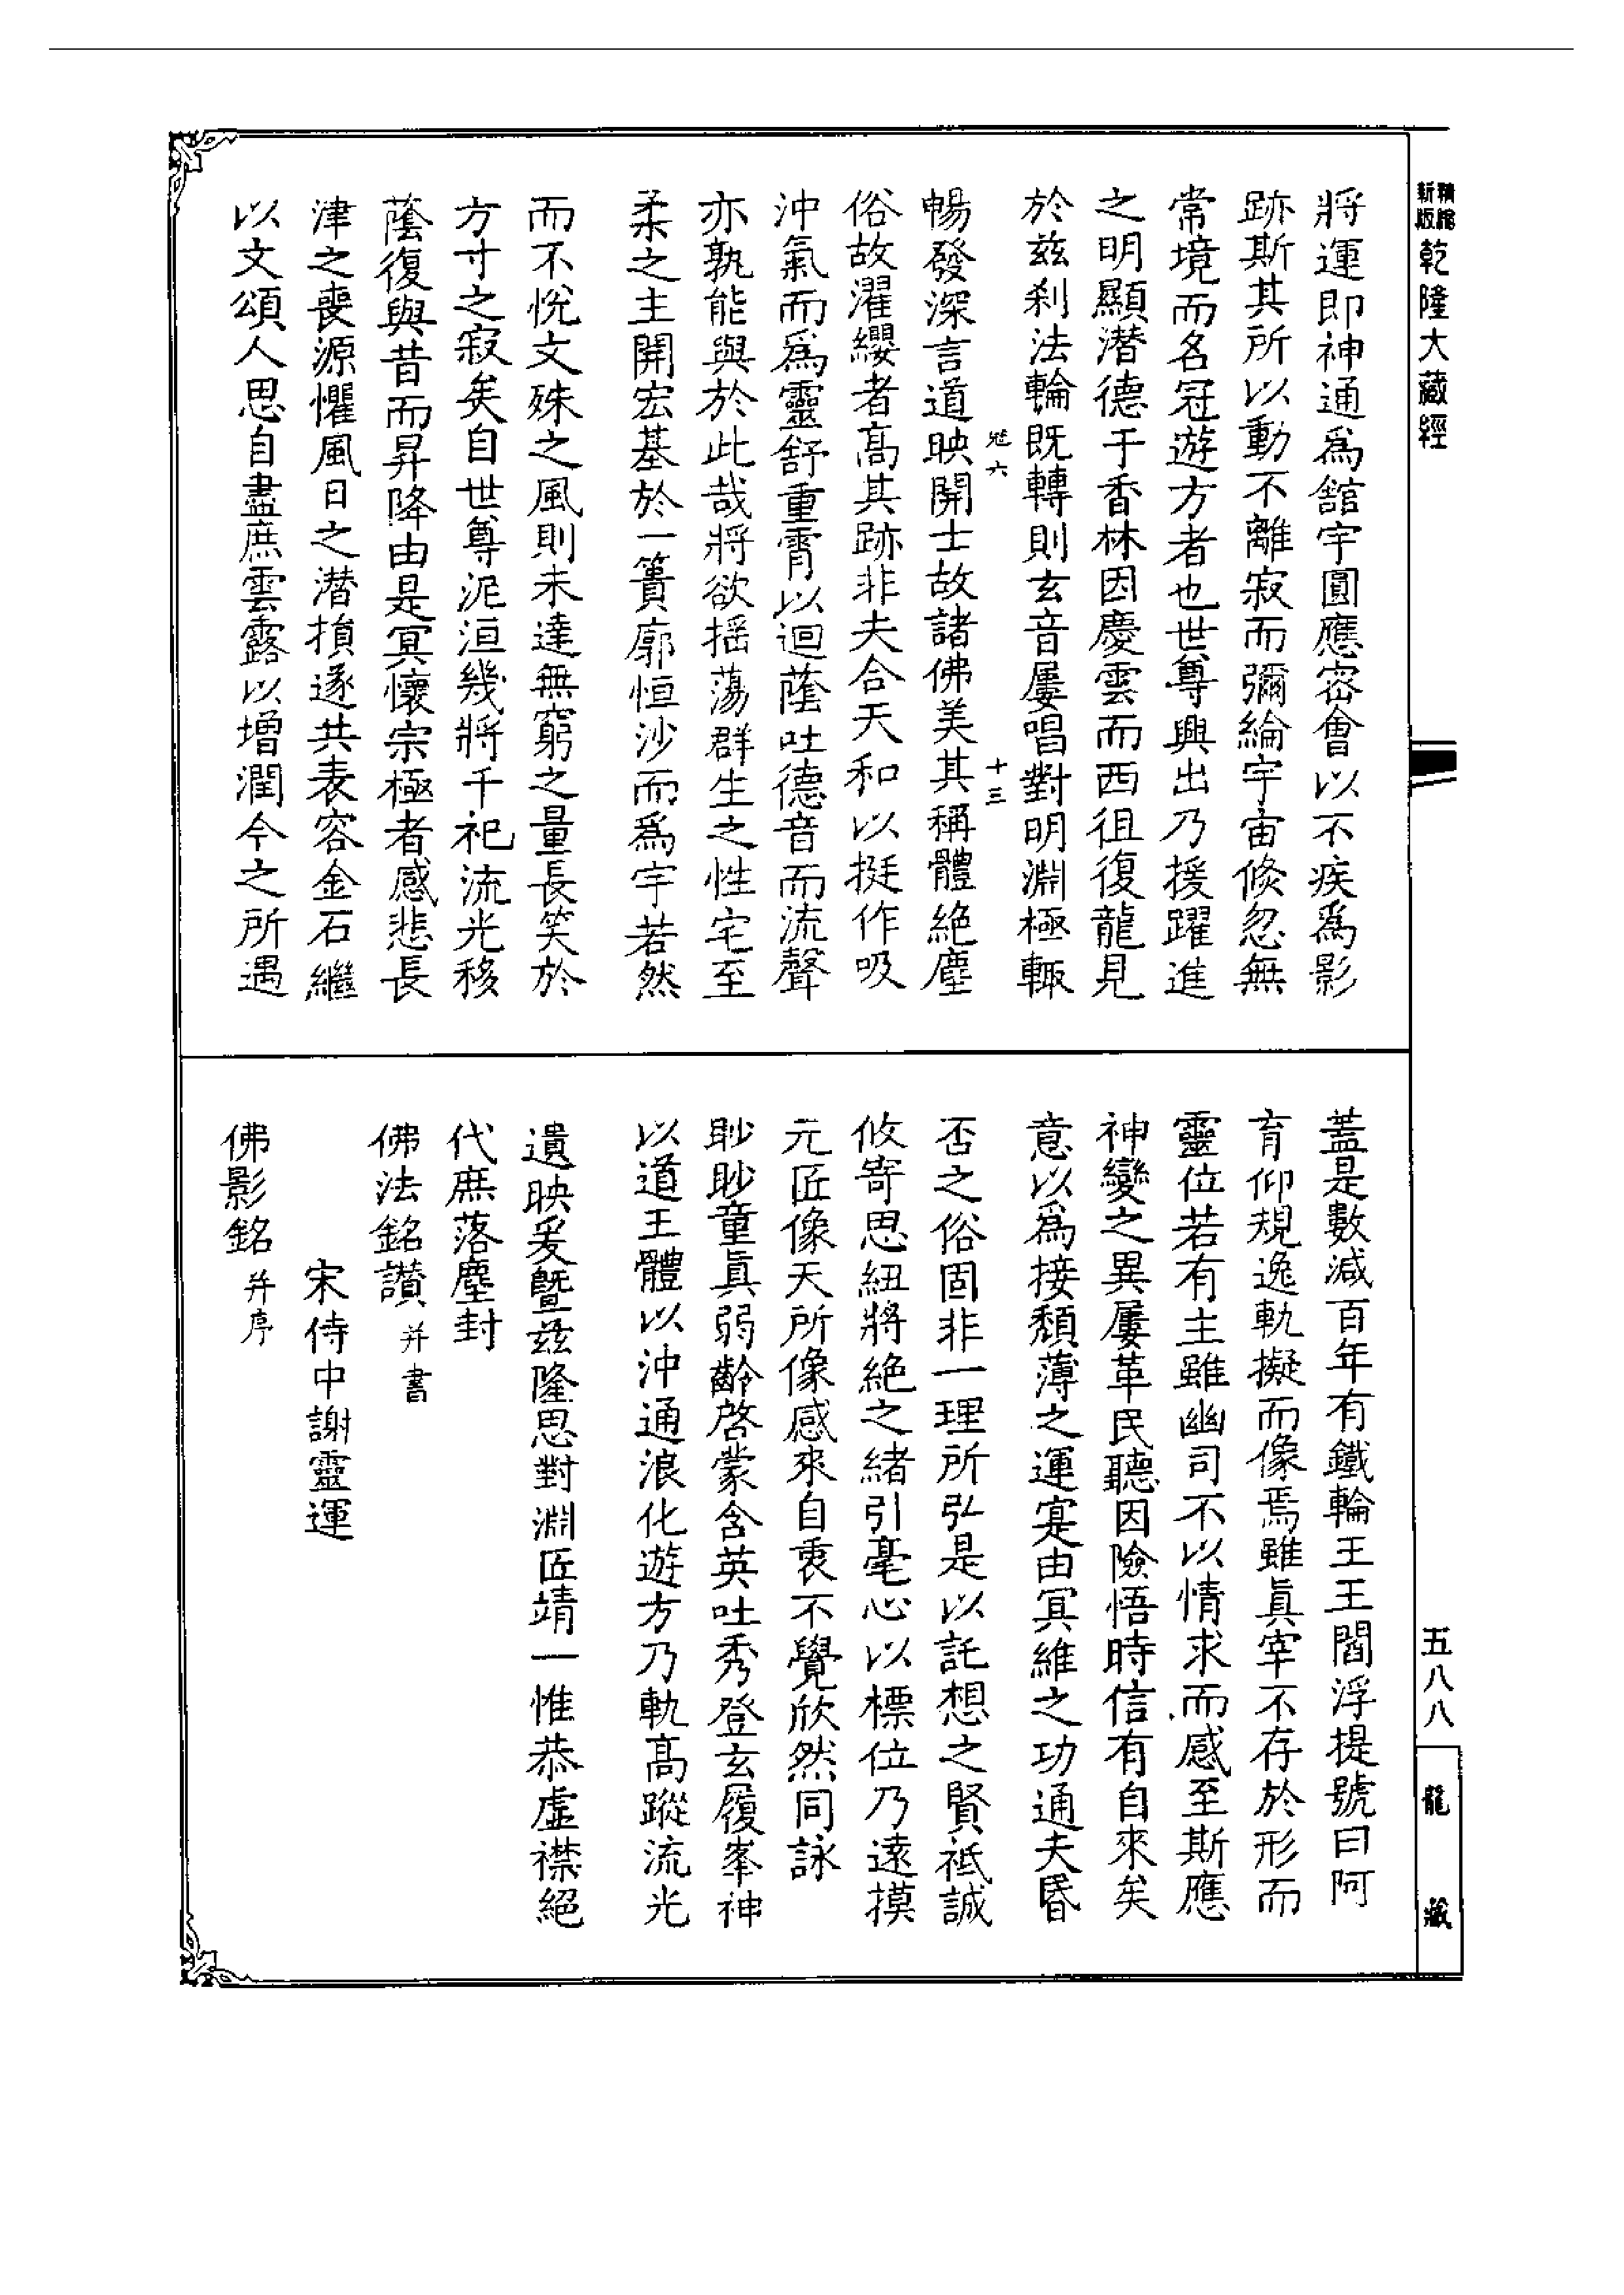 精縮新版
乾隆大藏經
將運即神通爲舘宇圓應密會以不疾爲影
跡斯其所以動不離寂而彌綸宇宙倐忽無
常境而名冠遊方者也世尊興出乃援躍進
之明顯潜德于香林因慶雲而西徂復龍見
於兹刹法輪既轉則玄音屢唱對明淵極輙
六
十三
暢發深言道映開士故諸佛美其稱體絶塵
俗故濯纓者髙其跡非夫合天和以挺作吸
沖氣而爲靈舒重霄以迴蔭吐德音而流聲
亦孰能與於此哉將欲摇蕩群生之性宅至
柔之主開宏基於一簣廓恒沙而爲宇若然
而不悅文殊之風則未達無窮之量長笑於
方寸之寂矣自世尊泥洹幾將千祀流光移
蔭復與昔而昇降由是冥懷宗極者感悲長
津之喪源懼風日之潜損遂共表容金石繼
以文頌人思自盡庶雲露以增潤今之所遇
蓋是數減百年有鐵輪王王閻浮提號曰阿
育仰規逸軌擬而像焉雖眞宰不存於形而
靈位若有主雖幽司不以情求而感至斯應
神變之異屢革民聽因險悟時信有自來矣
意以爲接頽薄之運寔由冥維之功通夫昏
否之俗固非一理所弘是以託想之賢祇誠
攸寄思紐將絶之緒引毫心以標位乃遠摸
元匠像天所像感來自衷不覺欣然同詠
眇眇童眞弱齡啓蒙含英吐秀登玄履峯神
以道王體以沖通浪化遊方乃軌髙蹤流光
遺映爰曁兹隆思對淵匠靖一惟恭虛襟絕
代庶落塵封
佛法銘讃并書
宋侍中謝靈運
佛影銘并序
五八八
龍藏